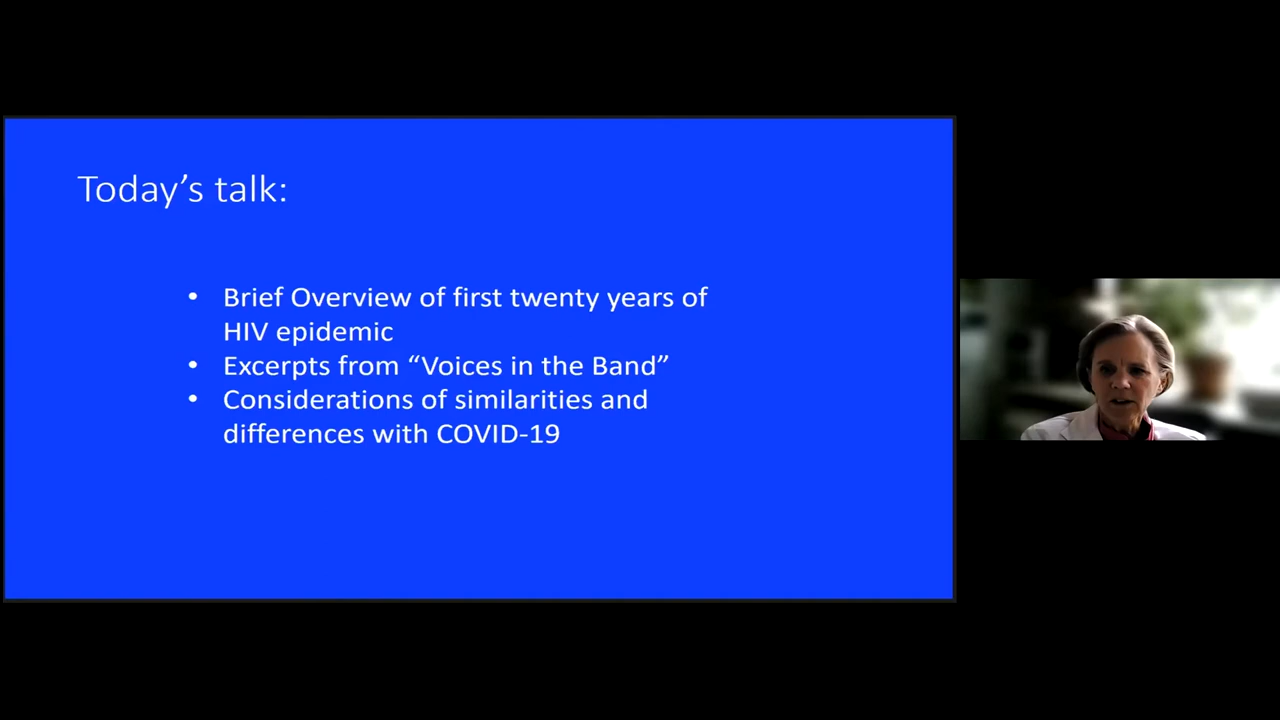 Today’s talk:
• Brief Overview of first twenty years of
HIV epidemic
• Excerpts from “Voices in the Band”
• Considerations of similarities and
differences with COVID-19